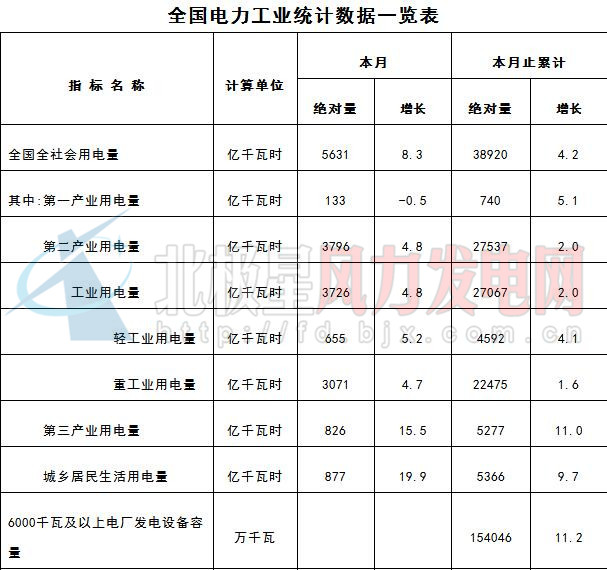 全国电力工业统计数据一览表
指标名称 计算单位 本月 本月止累计
绝对量 增长 绝对量 增长
全国全社会用电量 亿千瓦时 5631 8.3 38920 4.2
其中:第一产业用电量 亿千瓦时 133 -0.5 740 5.1
第二产业用电量 亿千瓦时 3796 4.8 27537 2.0
工业用电量 亿千瓦时 3726 4.8 27067 2.0
轻工业用电量 亿千瓦时 655 5.2 4592 4.1
重工业用电量 亿千瓦时 3071 4.7 22475 1.6
第三产业用电量 亿千瓦时 826 15.5 5277 11.0
城乡居民生活用电量 亿千瓦时 877 19.9 5366 9.7
6000千瓦及以上电厂发电设备容
量 万千瓦 154046 11.2
北极星风力发电网
http://fd.bjx.com.cn